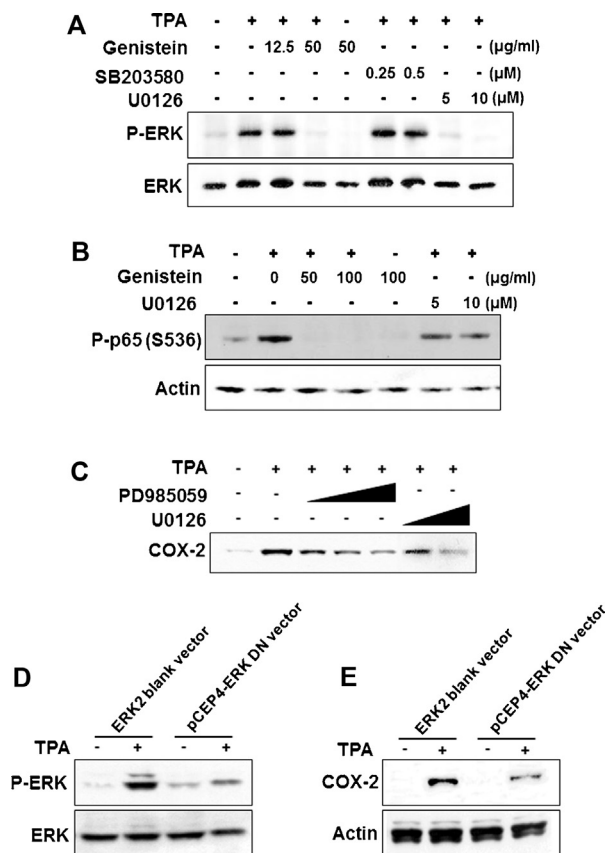 A
TPA - + + + - + + + +
Genistein - - 12.5 50 50 - - - - (µg/ml)
SB203580 - - - - - 0.25 0.5 - - (µM)
U0126 - - - - - - - 5 10 (µM)
P-ERK
ERK
B
TPA - + + + - + +
Genistein - 0 50 100 100 - - (µg/ml)
U0126 - - - - - 5 10 (µM)
P-p65 (S536)
Actin
C
TPA - + + + + + +
PD985059 - - - -
U0126 - - - - -
COX-2
D
ERK2 blank vector
pCEP4-ERK DN vector
TPA - + - +
P-ERK
ERK
E
ERK2 blank vector
pCEP4-ERK DN vector
TPA - + - +
COX-2
Actin